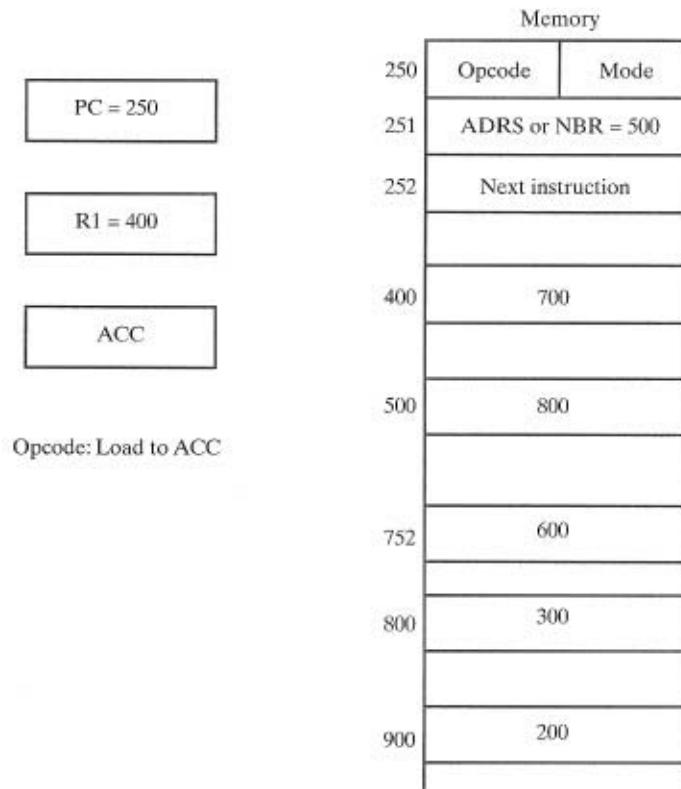 Memory
250 Opcode Mode
PC = 250
251 ADRS or NBR = 500
252 Next instruction
R1 = 400
400 700
ACC
500 800
Opcode: Load to ACC
752 600
800 300
900 200